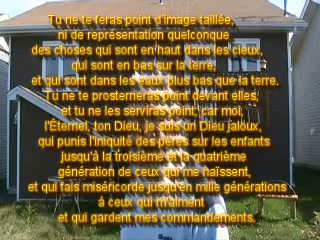 Tu ne te feras point d'image taillée,
ni de représentation quelconque
des choses qui sont en haut dans les cieux,
qui sont en bas sur la terre,
et qui sont dans les eaux plus bas que la terre.
Tu ne te prosterneras point devant elles,
et tu ne les serviras point, car moi,
l'Éternel, ton Dieu, je suis un Dieu jaloux,
qui punis l'iniquité des pères sur les enfants
jusqu'à la troisième et la quatrième
génération de ceux qui me haïssent,
et qui fais miséricorde jusqu'en mille générations
à ceux qui m'aiment
et qui gardent mes commandements.